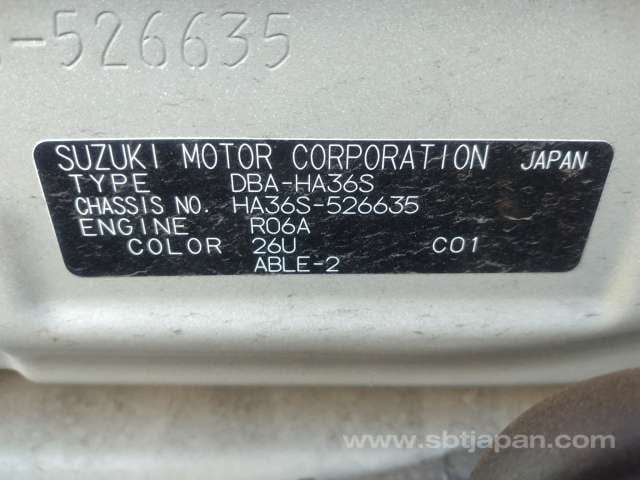 -526635
SUZUKI MOTOR CORPORATION JAPAN
TYPE DBA-HA36S
CHASSIS NO. HA36S-526635
ENGINE R06A
COLOR 26U C01
ABLE-2
www.sbtjapan.com